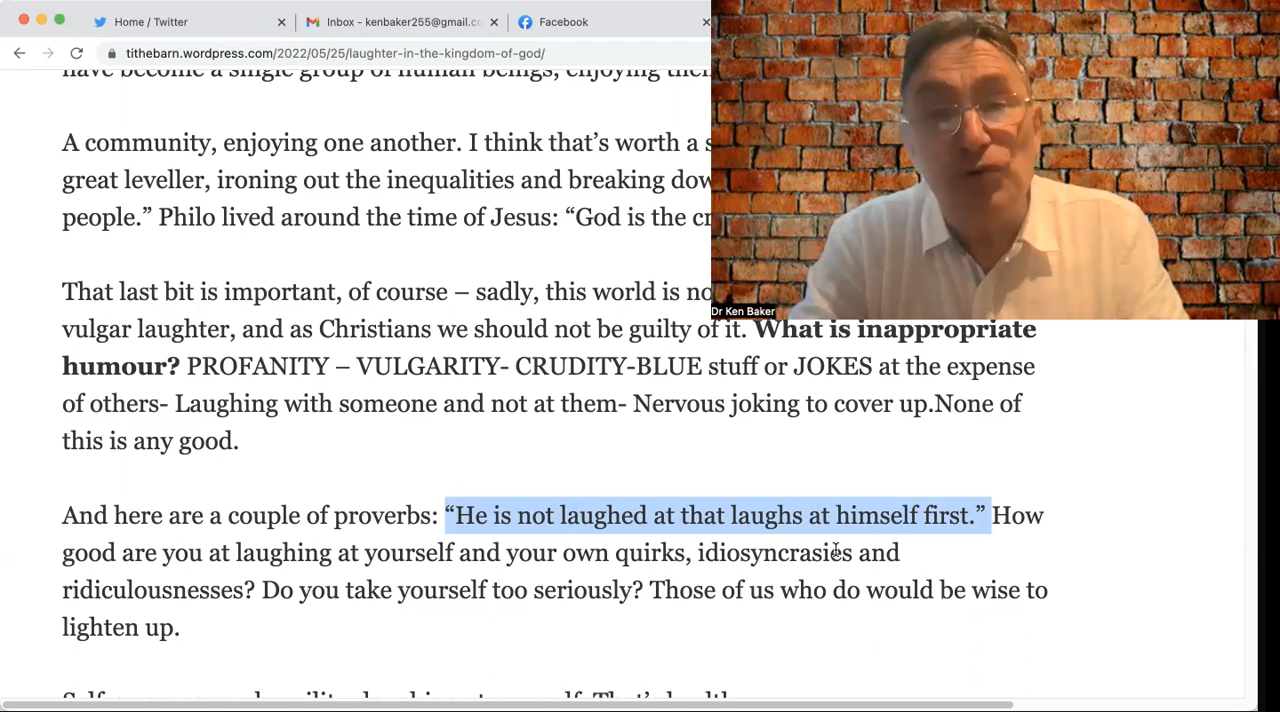 Home / Twitter
Inbox - kenbaker255@gmail.co
Facebook
tithebarn.wordpress.com/2022/05/25/laughter-in-the-kingdom-of-god/
have become a single group of human beings, enjoying
A community, enjoying one another. I think that’s worth a s
great leveller, ironing out the inequalities and breaking dow
people.” Philo lived around the time of Jesus: “God is the cr
Dr Ken Baker
That last bit is important, of course – sadly, this world is no
vulgar laughter, and as Christians we should not be guilty of it. What is inappropriate
humour? PROFANITY – VULGARITY- CRUDITY-BLUE stuff or JOKES at the expense
of others- Laughing with someone and not at them- Nervous joking to cover up.None of
this is any good.
And here are a couple of proverbs: “He is not laughed at that laughs at himself first.” How
good are you at laughing at yourself and your own quirks, idiosyncrasies and
ridiculousnesses? Do you take yourself too seriously? Those of us who do would be wise to
lighten up.